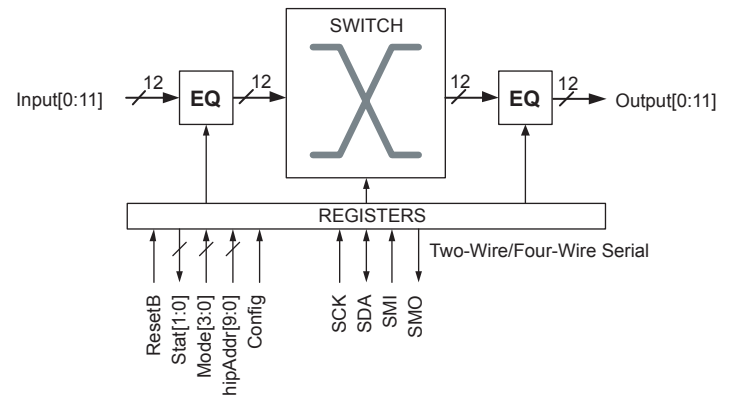 SWITCH
Input[0:11]
12
EQ
12
12
EQ
12
Output[0:11]
REGISTERS
Two-Wire/Four-Wire Serial
ResetB
Stat[1:0]
Mode[3:0]
hipAddr[9:0]
Config
SCK
SDA
SMI
SMO